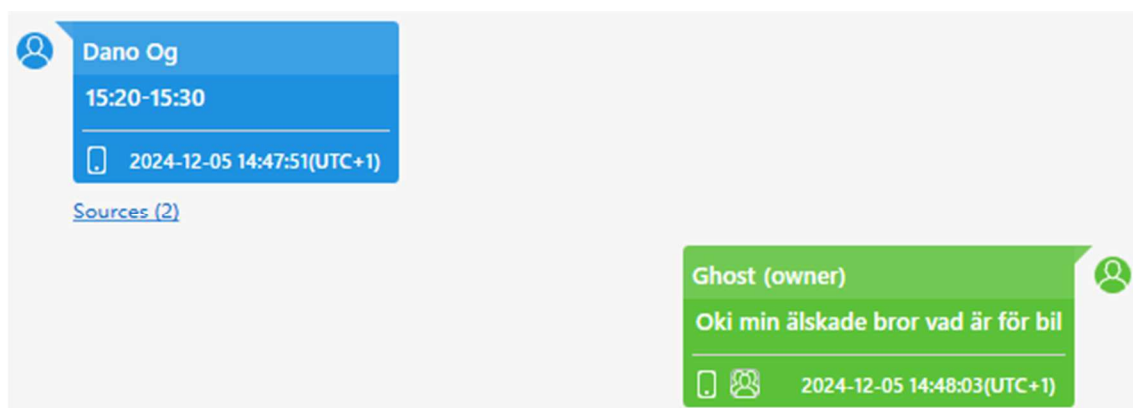 Dano Og
15:20-15:30
2024-12-05 14:47:51(UTC+1)
Sources (2)
Ghost (owner)
Oki min älskade bror vad är för bil
2024-12-05 14:48:03(UTC+1)